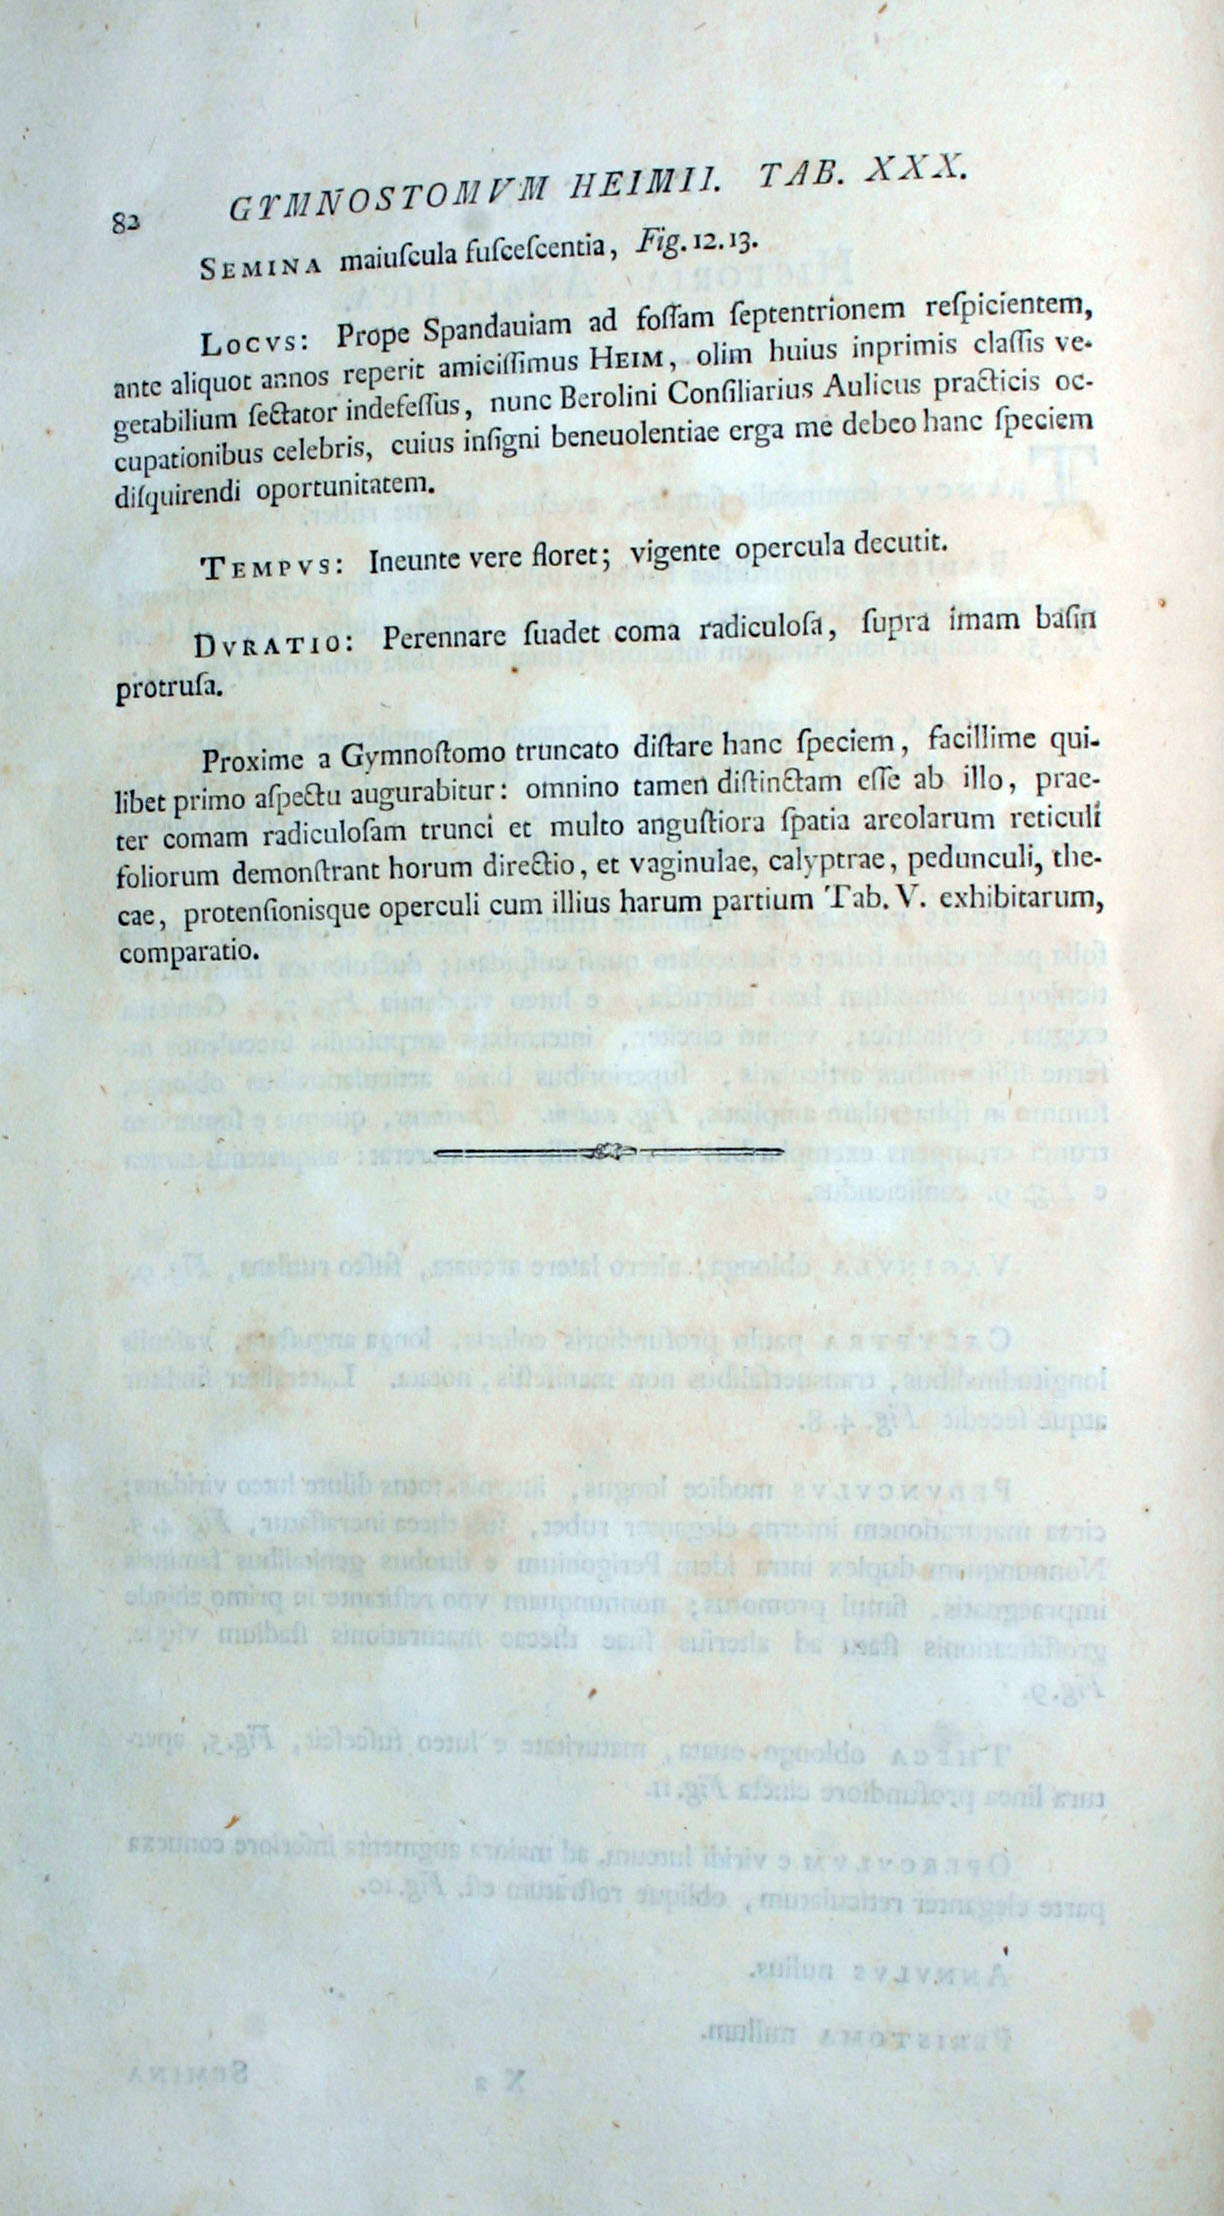 82 GYMNOSTOMVM HEIMII. TAB. XXX.
SEMINA maiuſcula fuſceſcentia, Fig. 12. 13.
LOCVS: Prope Spandauiam ad foſſam ſeptentrionem reſpicientem,
ante aliquot annos reperit amiciſſimus HEIM, olim huius inprimis claſſis ve-
getabilium ſectator indefeſſus, nunc Berolini Conſiliarius Aulicus practicis oc-
cupationibus celebris, cuius inſigni beneuolentiae erga me debeo hanc ſpeciem
diſquirendi oportunitatem.
TEMPVS: Ineunte vere floret; vigente opercula decutit.
DVRATIO: Perennare ſuadet coma radiculoſa, ſupra imam baſin
protruſa.
Proxime a Gymnoſtomo truncato diſtare hanc ſpeciem, facillime qui-
libet primo aſpectu augurabitur: omnino tamen diſtinctam eſſe ab illo, prae-
ter comam radiculoſam trunci et multo anguſtiora ſpatia areolarum reticuli
foliorum demonſtrant horum directio, et vaginulae, calyptrae, pedunculi, the-
cae, protenſionisque operculi cum illius harum partium Tab. V. exhibitarum,
comparatio.